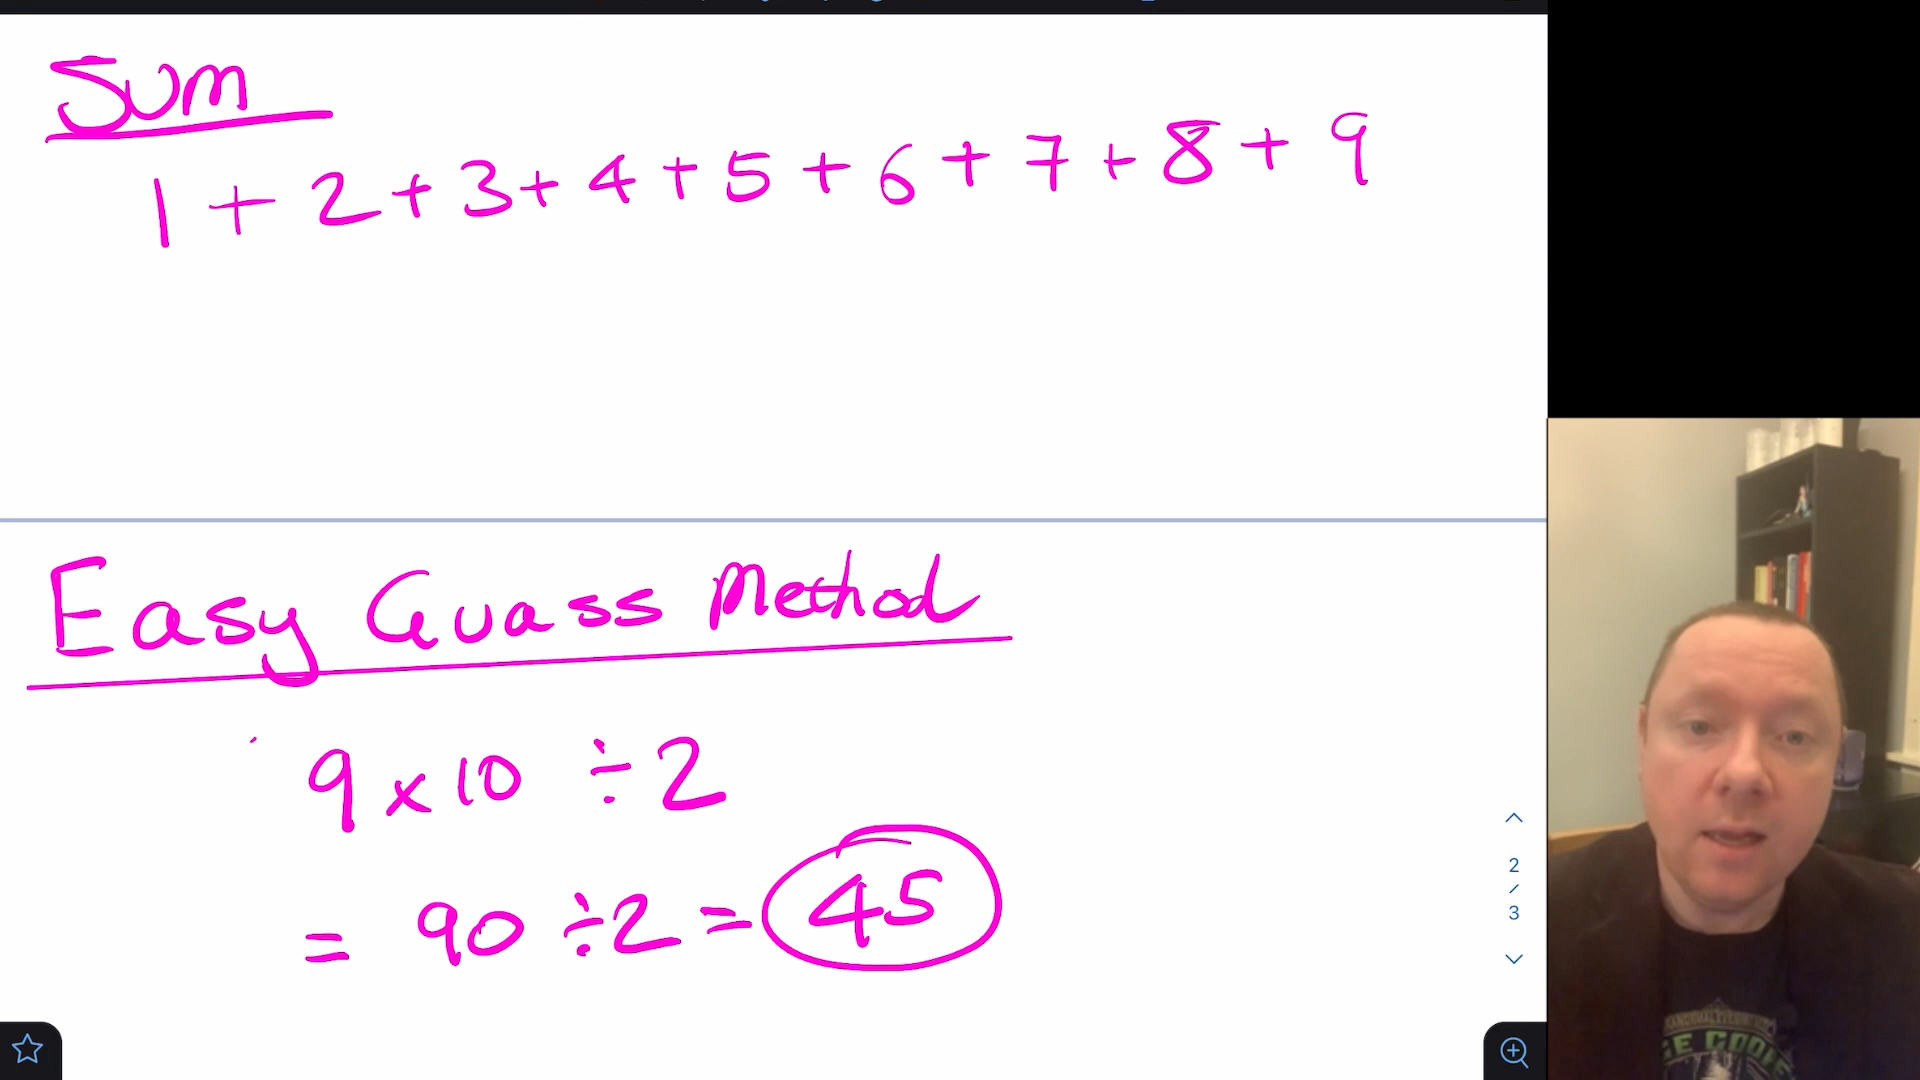 Sum
1 + 2 + 3 + 4 + 5 + 6 + 7 + 8 + 9
Easy Guass Method
9 x 10 ÷ 2
= 90 ÷ 2 = 45
2
/
3